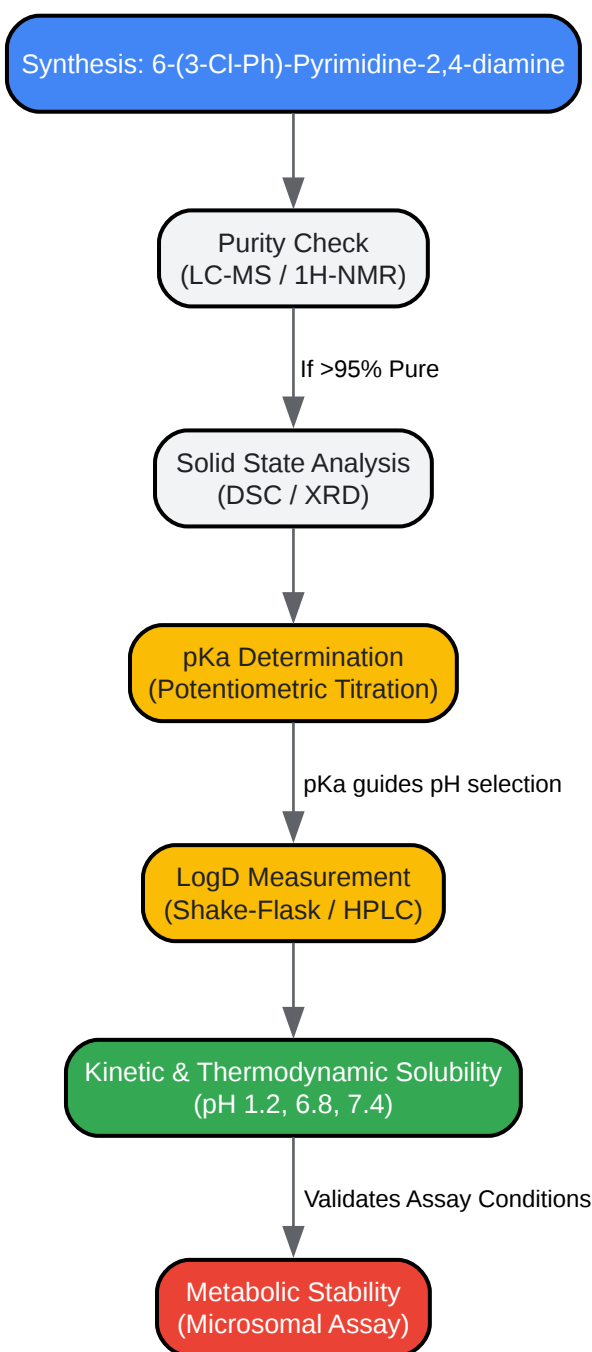 Synthesis: 6-(3-Cl-Ph)-Pyrimidine-2,4-diamine
Purity Check
(LC-MS / 1H-NMR)
If >95% Pure
Solid State Analysis
(DSC / XRD)
pKa Determination
(Potentiometric Titration)
pKa guides pH selection
LogD Measurement
(Shake-Flask / HPLC)
Kinetic & Thermodynamic Solubility
(pH 1.2, 6.8, 7.4)
Validates Assay Conditions
Metabolic Stability
(Microsomal Assay)